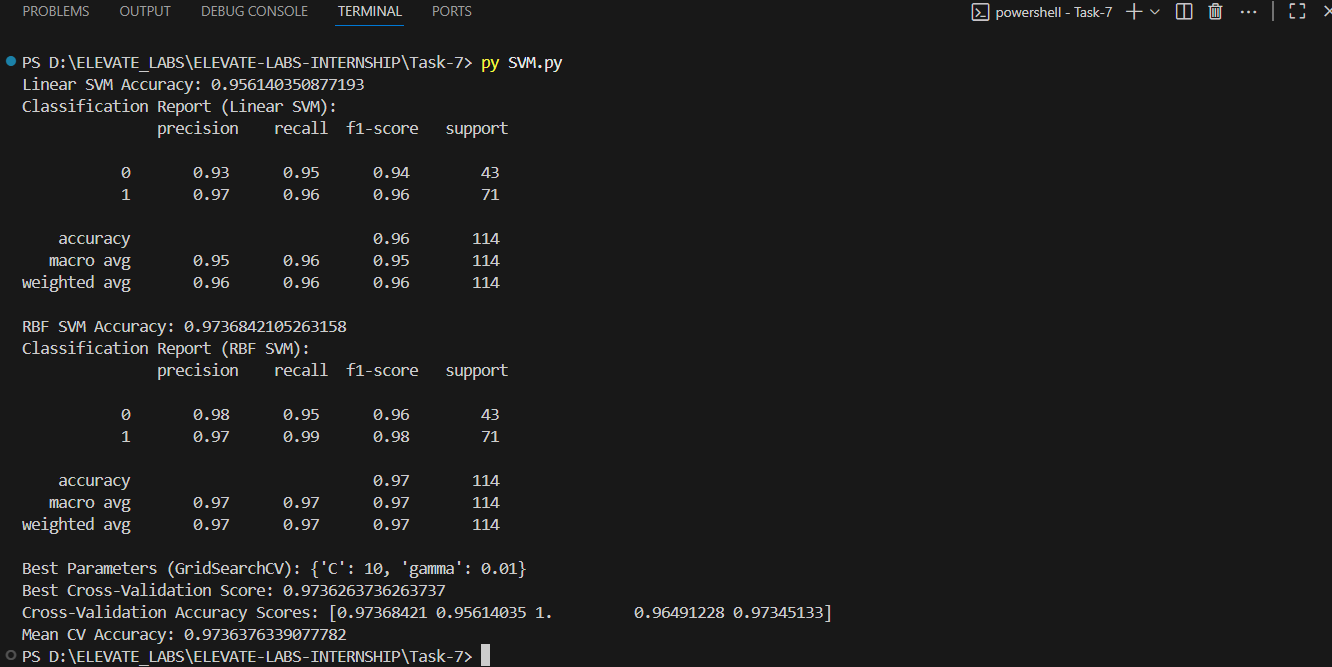 PROBLEMS OUTPUT DEBUG CONSOLE TERMINAL PORTS powershell - Task-7
PS D:\ELEVATE_LABS\ELEVATE-LABS-INTERNSHIP\Task-7> py SVM.py
Linear SVM Accuracy: 0.956140350877193
Classification Report (Linear SVM):
precision recall f1-score support
0 0.93 0.95 0.94 43
1 0.97 0.96 0.96 71
accuracy 0.96 114
macro avg 0.95 0.96 0.95 114
weighted avg 0.96 0.96 0.96 114
RBF SVM Accuracy: 0.9736842105263158
Classification Report (RBF SVM):
precision recall f1-score support
0 0.98 0.95 0.96 43
1 0.97 0.99 0.98 71
accuracy 0.97 114
macro avg 0.97 0.97 0.97 114
weighted avg 0.97 0.97 0.97 114
Best Parameters (GridSearchCV): {'C': 10, 'gamma': 0.01}
Best Cross-Validation Score: 0.9736263736263737
Cross-Validation Accuracy Scores: [0.97368421 0.95614035 1. 0.96491228 0.97345133]
Mean CV Accuracy: 0.9736376339077782
PS D:\ELEVATE_LABS\ELEVATE-LABS-INTERNSHIP\Task-7>